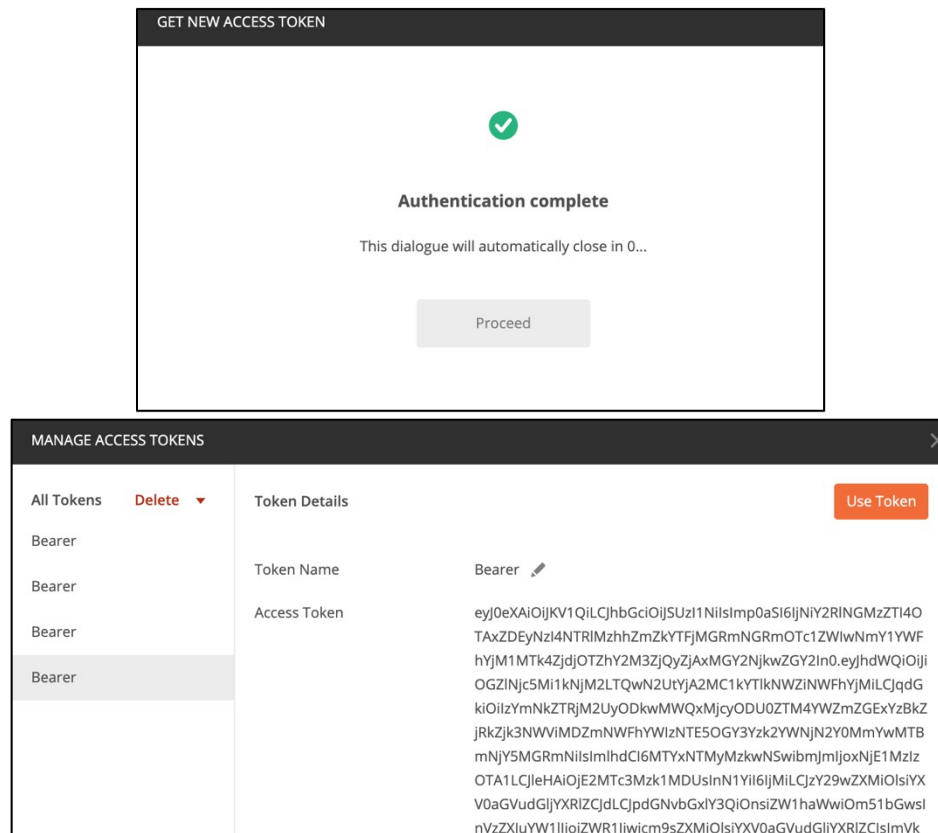 GET NEW ACCESS TOKEN
Authentication complete
This dialogue will automatically close in 0...
Proceed
MANAGE ACCESS TOKENS
All Tokens Delete
Token Details
Use Token
Bearer
Bearer
Bearer
Bearer
Token Name Bearer
Access Token eyJ0eXAiOiJKV1QiLCJhbGciOiJSUzI1NiIsImp0aSI6IjNiY2RlNGMzZTI4O
TAxZDEyNzI4NTRlMzhhZmZkYTFjMGRmNGRmOTc1ZWIwNmY1YWF
hYjM1MTk4ZjdjOTZhY2M3ZjQyZjAxMGY2NjkwZGY2In0.eyJhdWQiOiJi
OGZlNjc5Mi1kNjM2LTQwN2UtYjA2MC1kYTlkNWZiNWFhYjMiLCJqdG
kiOiIzYmNkZTRjM2UyODkwMWQxMjcyODU0ZTM4YWZmZGExYzBkZ
jRkZjk3NWViMDZmNWFhYWIzNTE5OGY3Yzk2YWNjN2Y0MmYwMTB
mNjY5MGRmNiIsImlhdCI6MTYxNTMyMzkwNSwibmJmIjoxNjE1MzIz
OTA1LCJleHAiOjE2MTc3Mzk1MDUsInN1YiI6IjMiLCJzY29wZXMiOlsiYX
V0aGVudGljYXRlZCJdLCJpdGNvbGxlY3QiOnsiZW1haWwiOm51bGwsI
nVzZXJuYW1lIjoiZWR1Iiwicm9sZXMiOlsiYXV0aGVudGljYXRlZCIsImVk